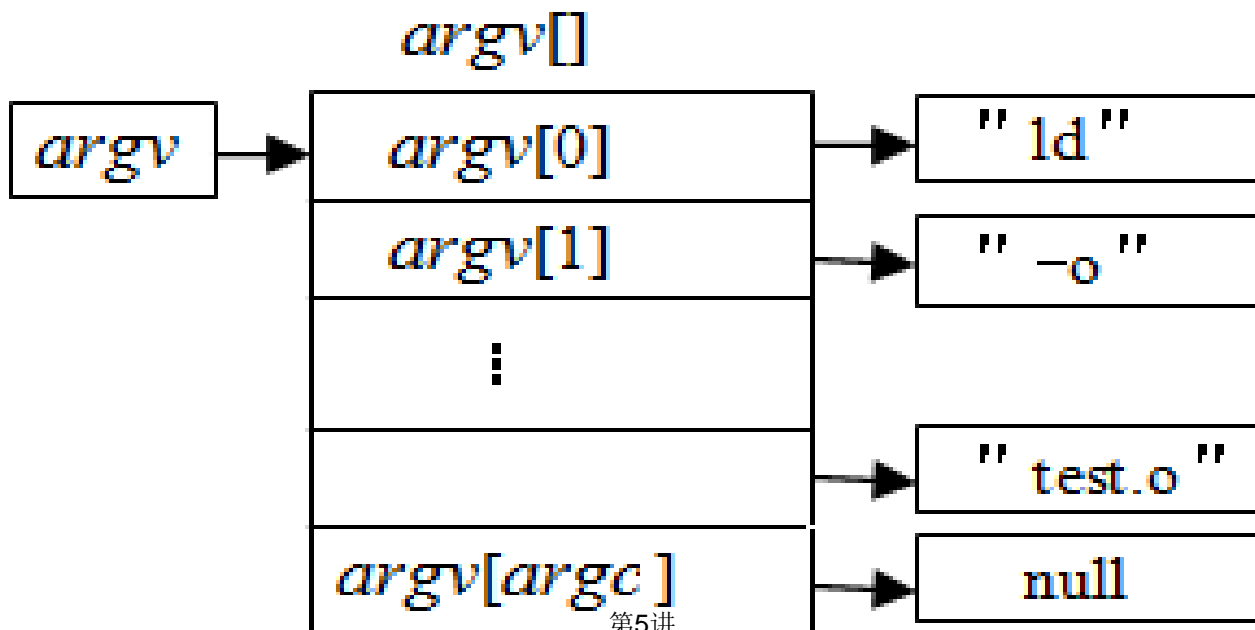 argv[]
argv
argv[0]
" ld "
argv[1]
" -o "
⋮
" test.o "
argv[argc ]
null
第5讲